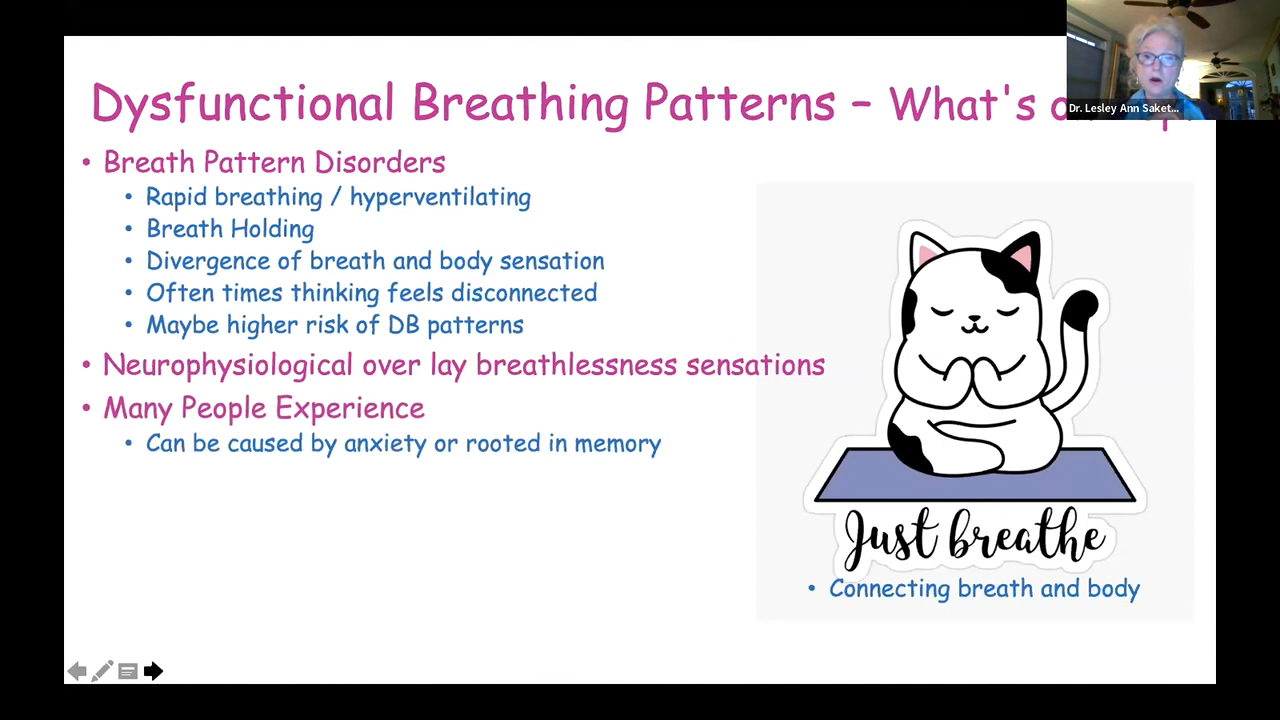 Dysfunctional Breathing Patterns – What's
Dr. Lesley Ann Saket...
• Breath Pattern Disorders
• Rapid breathing / hyperventilating
• Breath Holding
• Divergence of breath and body sensation
• Often times thinking feels disconnected
• Maybe higher risk of DB patterns
• Neurophysiological over lay breathlessness sensations
• Many People Experience
• Can be caused by anxiety or rooted in memory
Just breathe
• Connecting breath and body